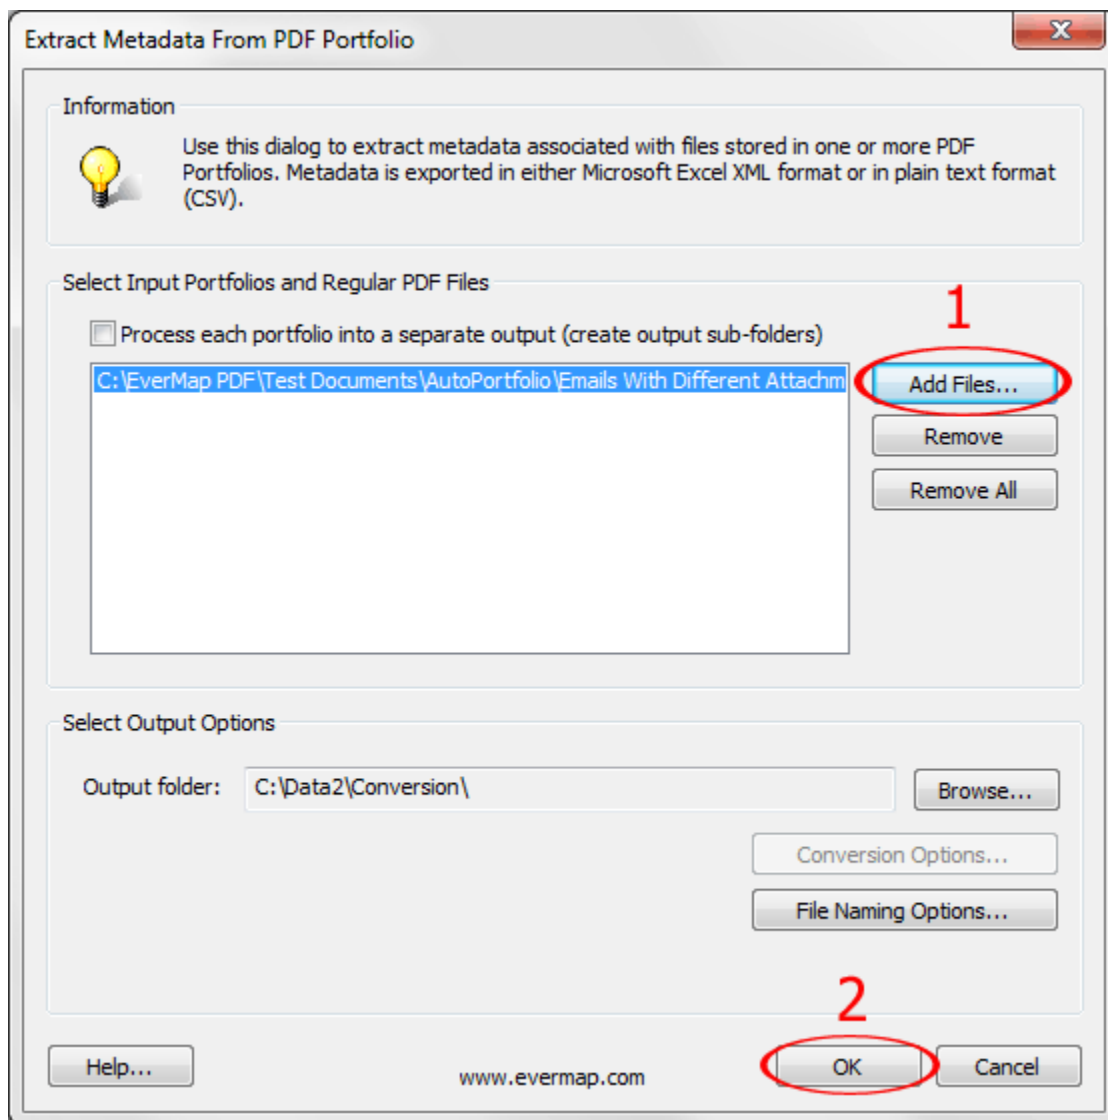 Extract Metadata From PDF Portfolio
X
Information
Use this dialog to extract metadata associated with files stored in one or more PDF
Portfolios. Metadata is exported in either Microsoft Excel XML format or in plain text format
(CSV).
Select Input Portfolios and Regular PDF Files
1
Process each portfolio into a separate output (create output sub-folders)
C:\EverMap PDF\Test Documents\AutoPortfolio\Emails With Different Attachm
Add Files...
Remove
Remove All
Select Output Options
Output folder:
C:\Data2\Conversion\
Browse...
Conversion Options...
File Naming Options...
2
Help...
www.evermap.com
OK
Cancel